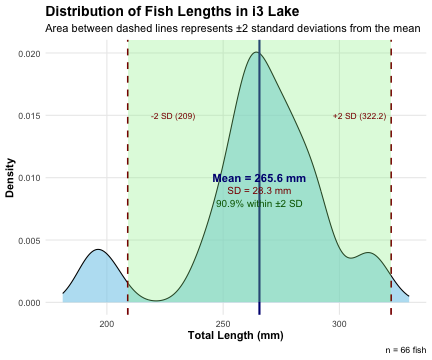 Distribution of Fish Lengths in i3 Lake
Area between dashed lines represents ±2 standard deviations from the mean
0.020
0.015
-2 SD (209)
+2 SD (322.2)
Density
0.010
Mean = 265.6 mm
SD = 28.3 mm
90.9% within ±2 SD
0.005
0.000
200
250
300
Total Length (mm)
n = 66 fish